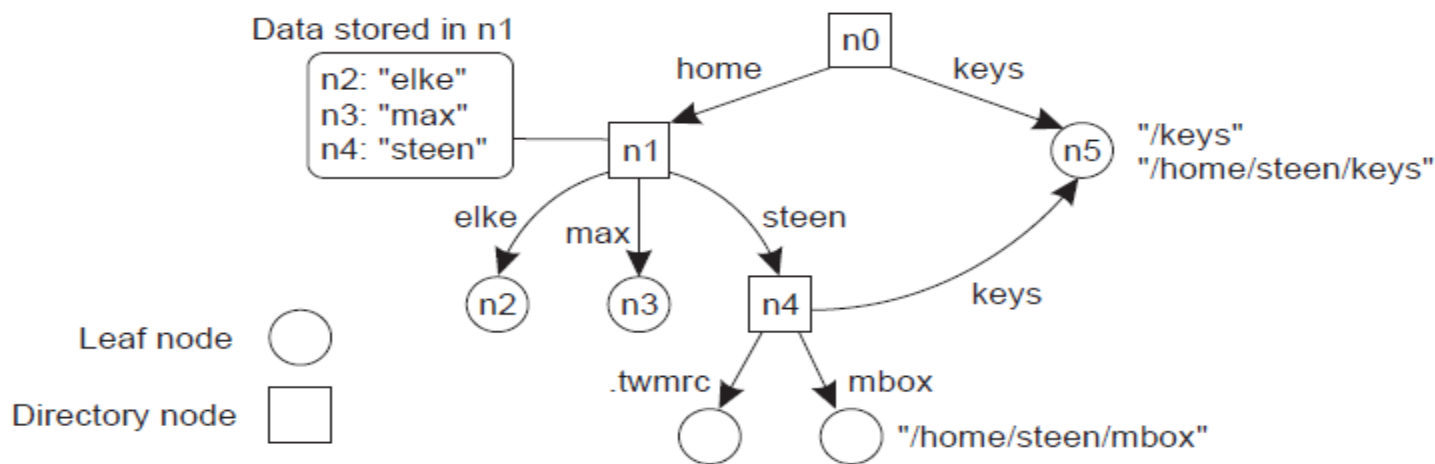 Data stored in n1
n2: "elke"
n3: "max"
n4: "steen"
n0
home
keys
n1
n5
"/keys"
"/home/steen/keys"
elke
max
steen
n2
n3
n4
keys
Leaf node
.twmrc
mbox
Directory node
"/home/steen/mbox"